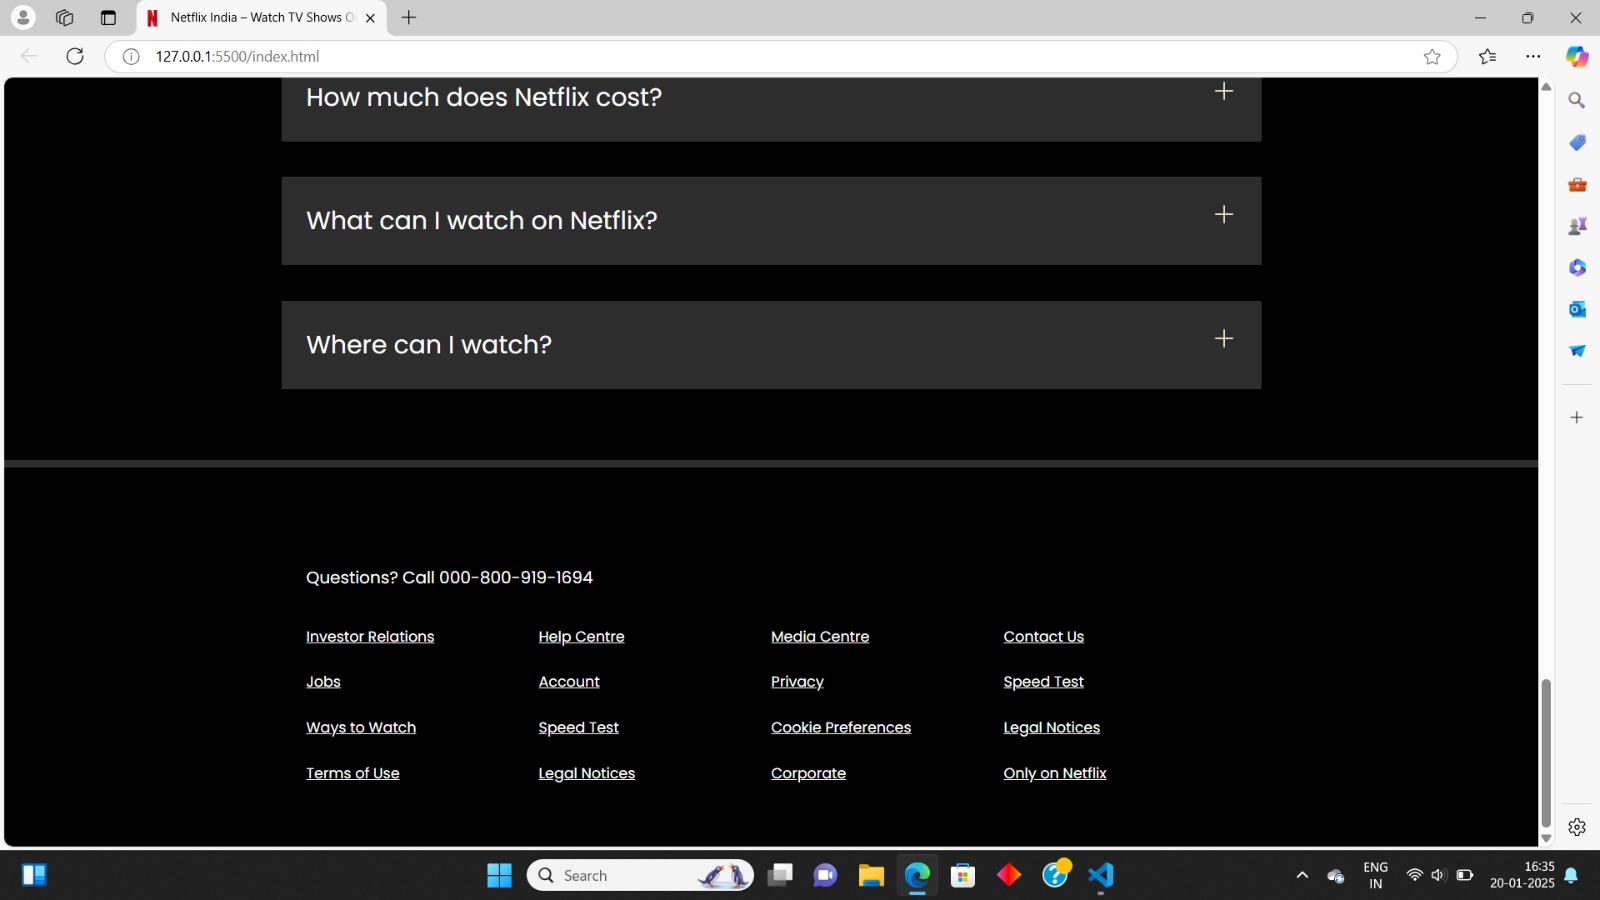 Netflix India – Watch TV Shows O
127.0.0.1:5500/index.html
How much does Netflix cost?
What can I watch on Netflix?
Where can I watch?
Questions? Call 000-800-919-1694
Investor Relations Help Centre Media Centre Contact Us
Jobs Account Privacy Speed Test
Ways to Watch Speed Test Cookie Preferences Legal Notices
Terms of Use Legal Notices Corporate Only on Netflix
Search
ENG
IN
16:35
20-01-2025